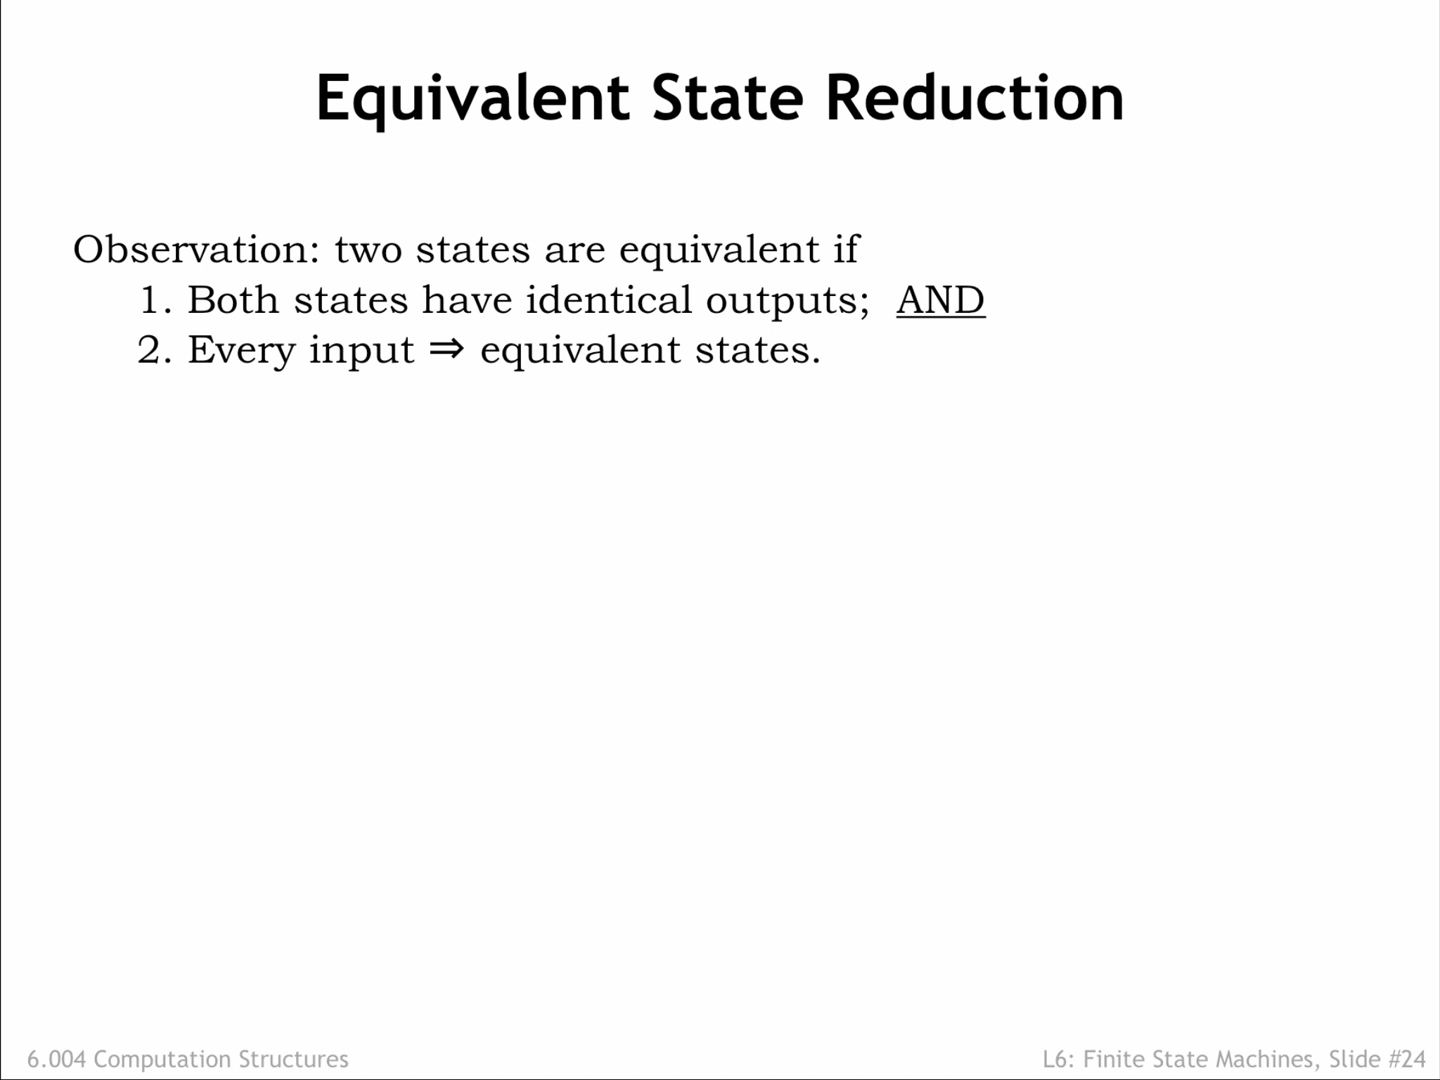 Equivalent State Reduction
Observation: two states are equivalent if
1. Both states have identical outputs; AND
2. Every input ⇒ equivalent states.
6.004 Computation Structures
L6: Finite State Machines, Slide #24